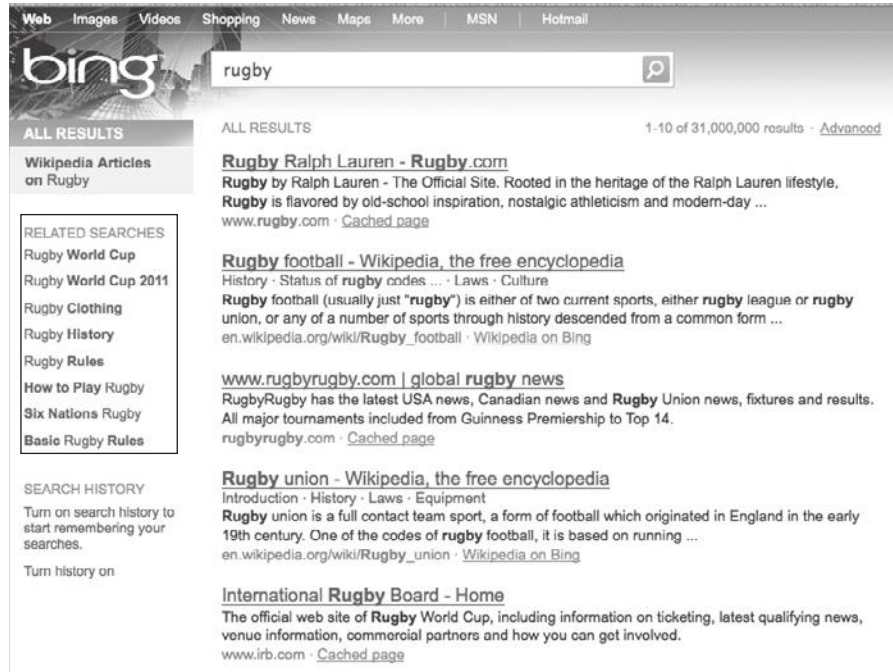 Web Images Videos Shopping News Maps More | MSN | Hotmail
bing
rugby
ALL RESULTS
Wikipedia Articles
on Rugby
RELATED SEARCHES
Rugby World Cup
Rugby World Cup 2011
Rugby Clothing
Rugby History
Rugby Rules
How to Play Rugby
Six Nations Rugby
Basic Rugby Rules
SEARCH HISTORY
Turn on search history to
start remembering your
searches.
Turn history on
ALL RESULTS 1-10 of 31,000,000 results · Advanced
Rugby Ralph Lauren - Rugby.com
Rugby by Ralph Lauren - The Official Site. Rooted in the heritage of the Ralph Lauren lifestyle,
Rugby is flavored by old-school inspiration, nostalgic athleticism and modern-day ...
www.rugby.com · Cached page
Rugby football - Wikipedia, the free encyclopedia
History · Status of rugby codes ... · Laws · Culture
Rugby football (usually just "rugby") is either of two current sports, either rugby league or rugby
union, or any of a number of sports through history descended from a common form ...
en.wikipedia.org/wiki/Rugby_football · Wikipedia on Bing
www.rugbyrugby.com | global rugby news
RugbyRugby has the latest USA news, Canadian news and Rugby Union news, fixtures and results.
All major tournaments included from Guinness Premiership to Top 14.
rugbyrugby.com · Cached page
Rugby union - Wikipedia, the free encyclopedia
Introduction · History · Laws · Equipment
Rugby union is a full contact team sport, a form of football which originated in England in the early
19th century. One of the codes of rugby football, it is based on running ...
en.wikipedia.org/wiki/Rugby_union · Wikipedia on Bing
International Rugby Board - Home
The official web site of Rugby World Cup, including information on ticketing, latest qualifying news,
venue information, commercial partners and how you can get involved.
www.irb.com · Cached page